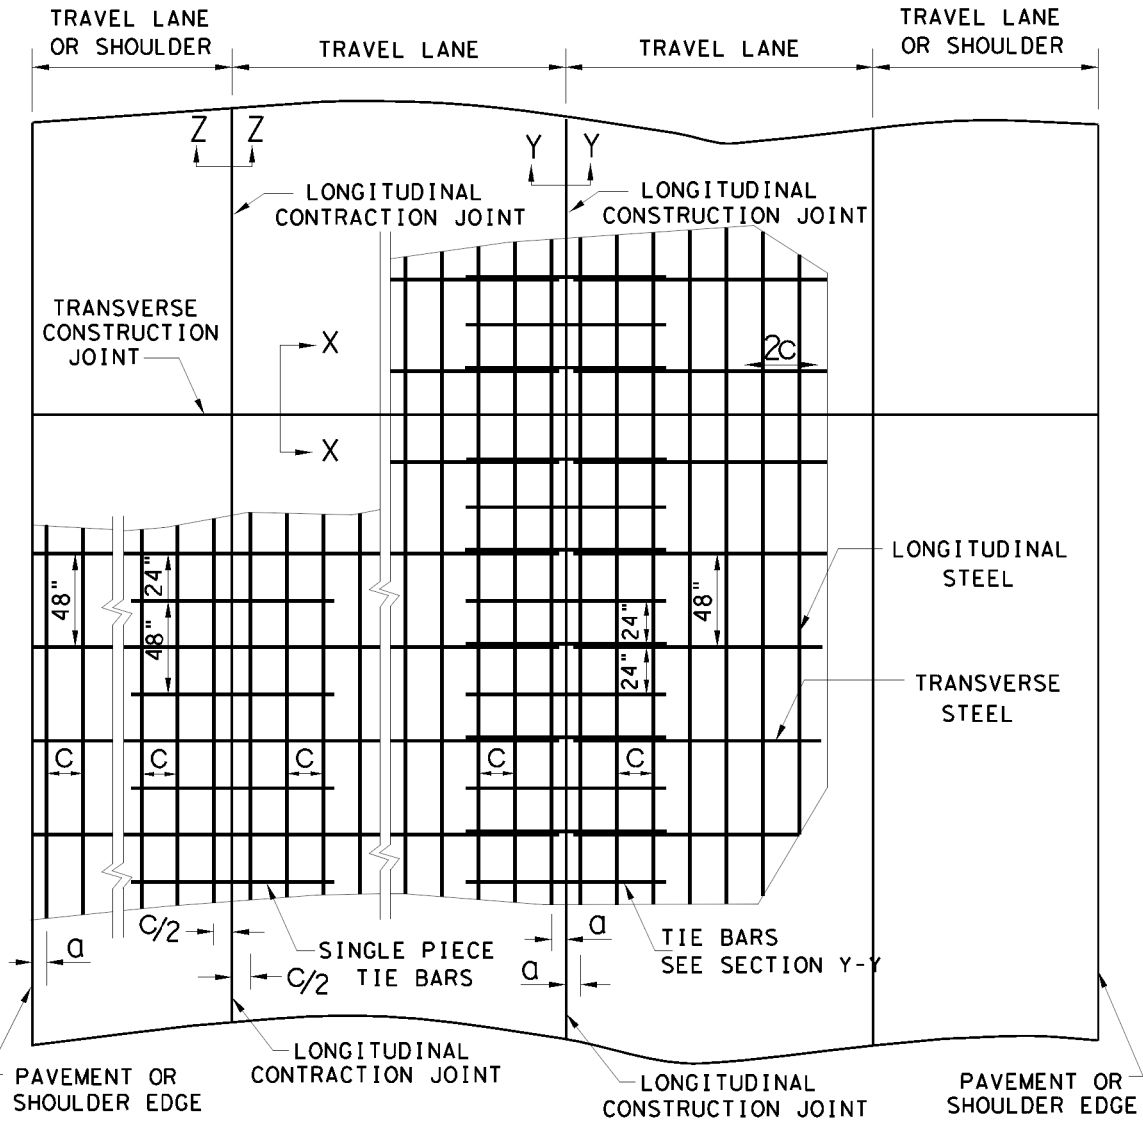 TRAVEL LANE
OR SHOULDER
TRAVEL LANE
TRAVEL LANE
TRAVEL LANE
OR SHOULDER
Z Z
Y Y
LONGITUDINAL
CONTRACTION JOINT
LONGITUDINAL
CONSTRUCTION JOINT
TRANSVERSE
CONSTRUCTION
JOINT
X
X
2c
48"
24"
48"
24"
24"
48"
LONGITUDINAL
STEEL
TRANSVERSE
STEEL
C
C
C
C
C
C/2
a
C/2
SINGLE PIECE
TIE BARS
a
a
TIE BARS
SEE SECTION Y-Y
LONGITUDINAL
CONTRACTION JOINT
LONGITUDINAL
CONSTRUCTION JOINT
PAVEMENT OR
SHOULDER EDGE
PAVEMENT OR
SHOULDER EDGE